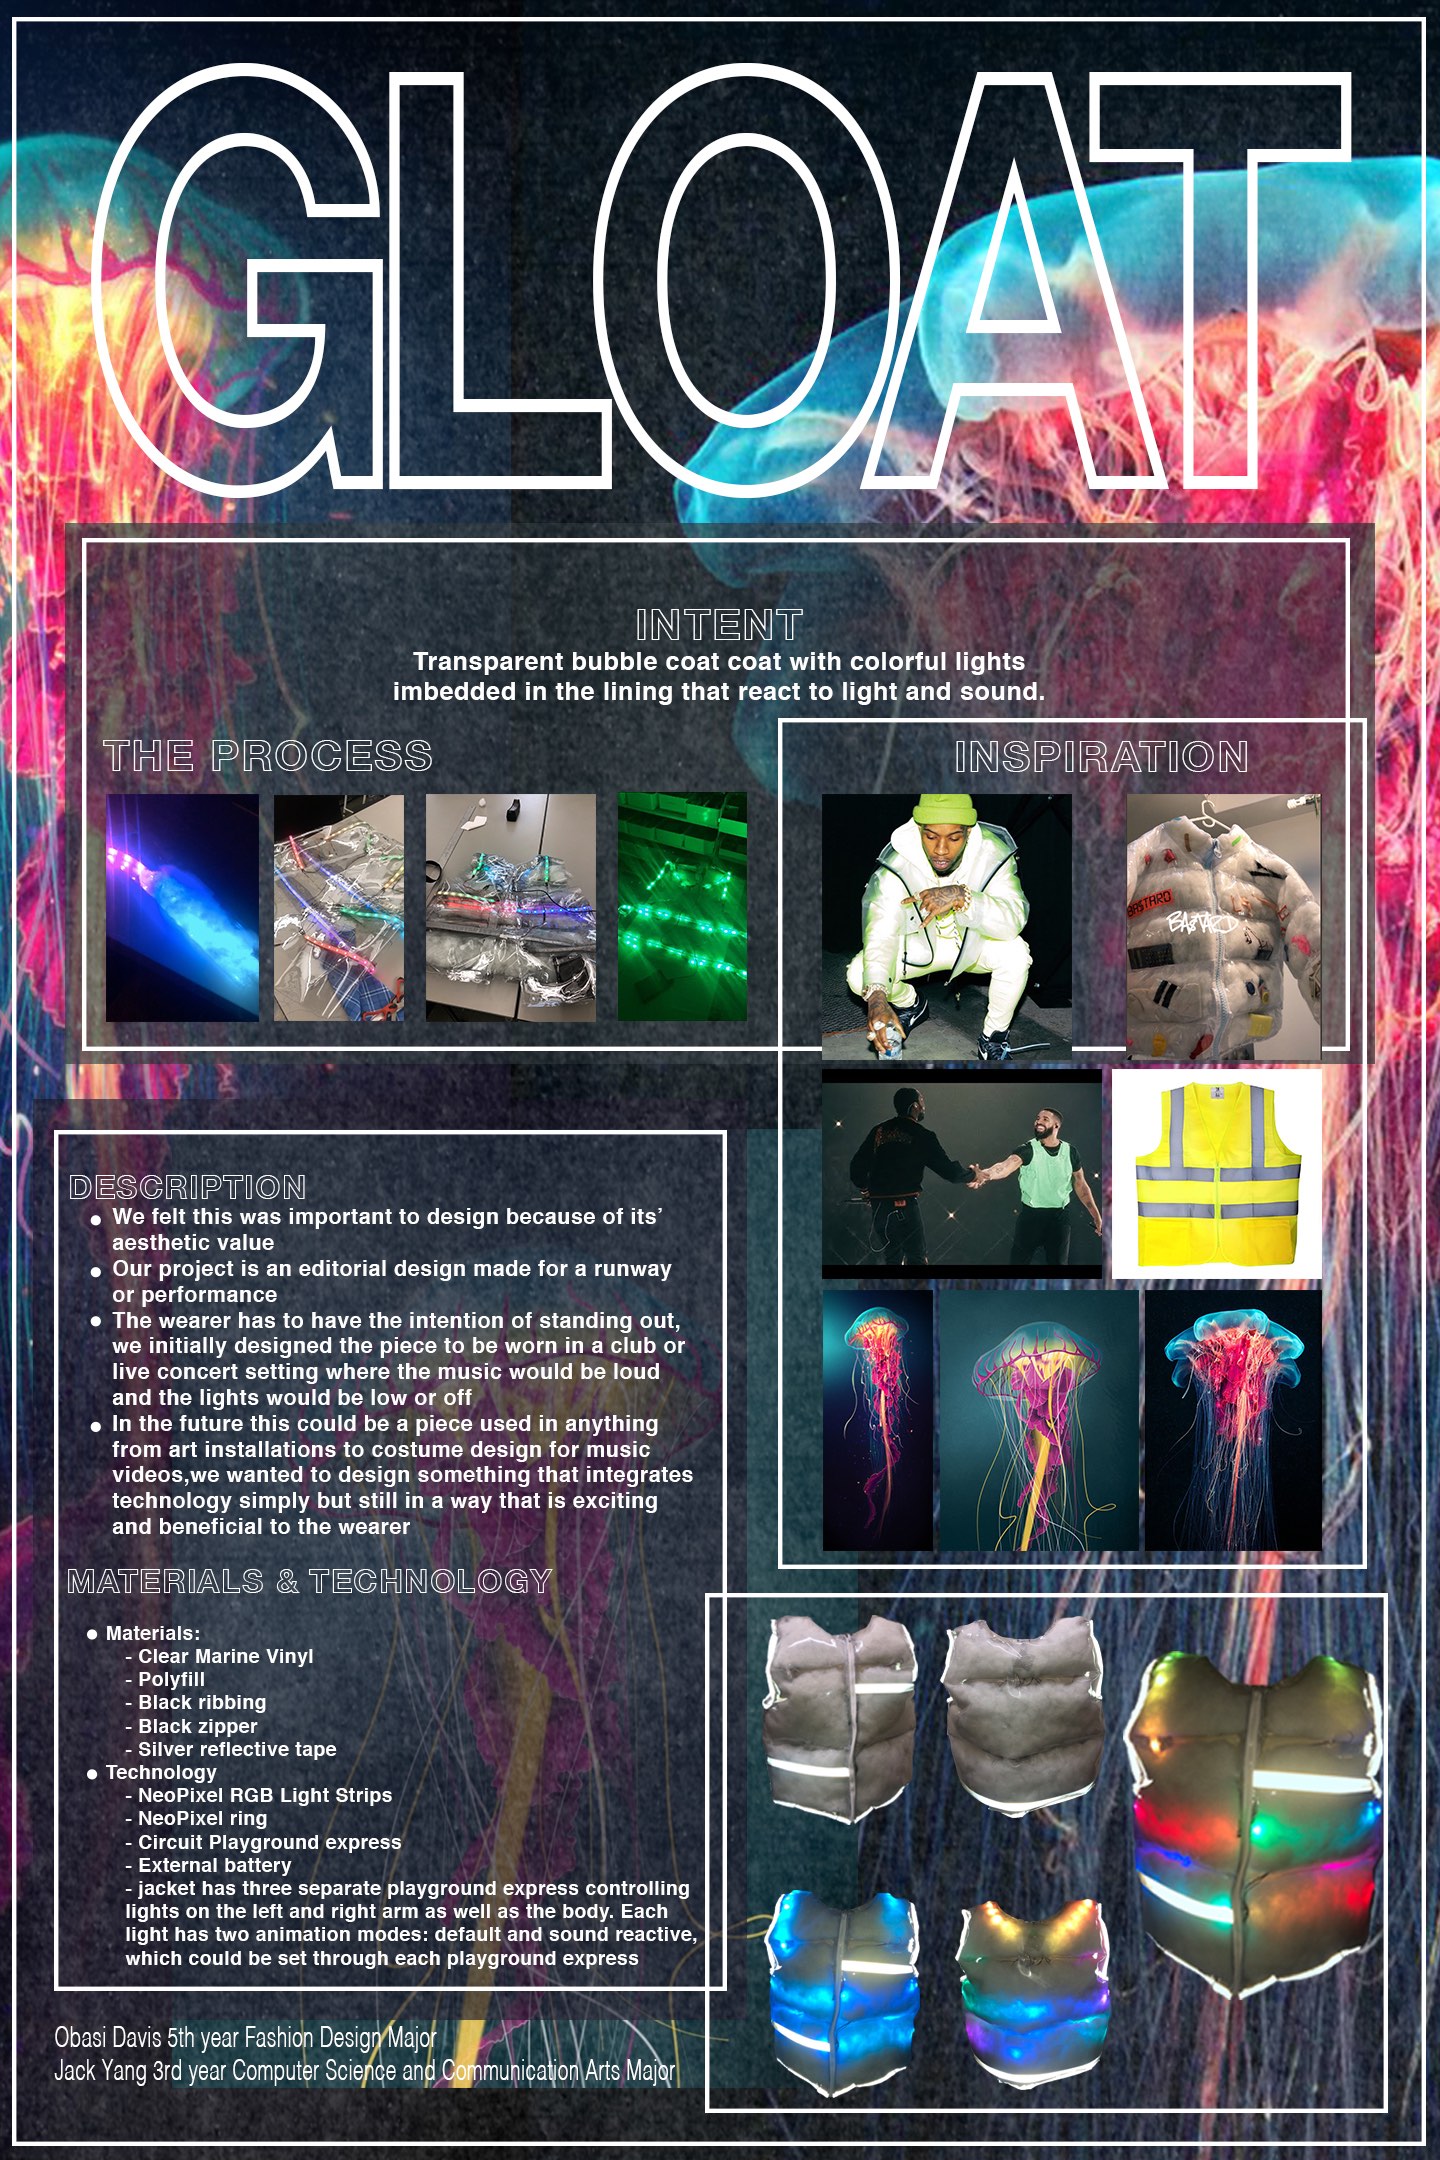 GLOAT
INTENT
Transparent bubble coat coat with colorful lights
imbedded in the lining that react to light and sound.
THE PROCESS
INSPIRATION
BASTARD
BASTARD
DESCRIPTION
● We felt this was important to design because of its’
aesthetic value
● Our project is an editorial design made for a runway
or performance
● The wearer has to have the intention of standing out,
we initially designed the piece to be worn in a club or
live concert setting where the music would be loud
and the lights would be low or off
● In the future this could be a piece used in anything
from art installations to costume design for music
videos,we wanted to design something that integrates
technology simply but still in a way that is exciting
and beneficial to the wearer
MATERIALS & TECHNOLOGY
● Materials:
- Clear Marine Vinyl
- Polyfill
- Black ribbing
- Black zipper
- Silver reflective tape
● Technology
- NeoPixel RGB Light Strips
- NeoPixel ring
- Circuit Playground express
- External battery
- jacket has three separate playground express controlling
lights on the left and right arm as well as the body. Each
light has two animation modes: default and sound reactive,
which could be set through each playground express
Obasi Davis 5th year Fashion Design Major
Jack Yang 3rd year Computer Science and Communication Arts Major